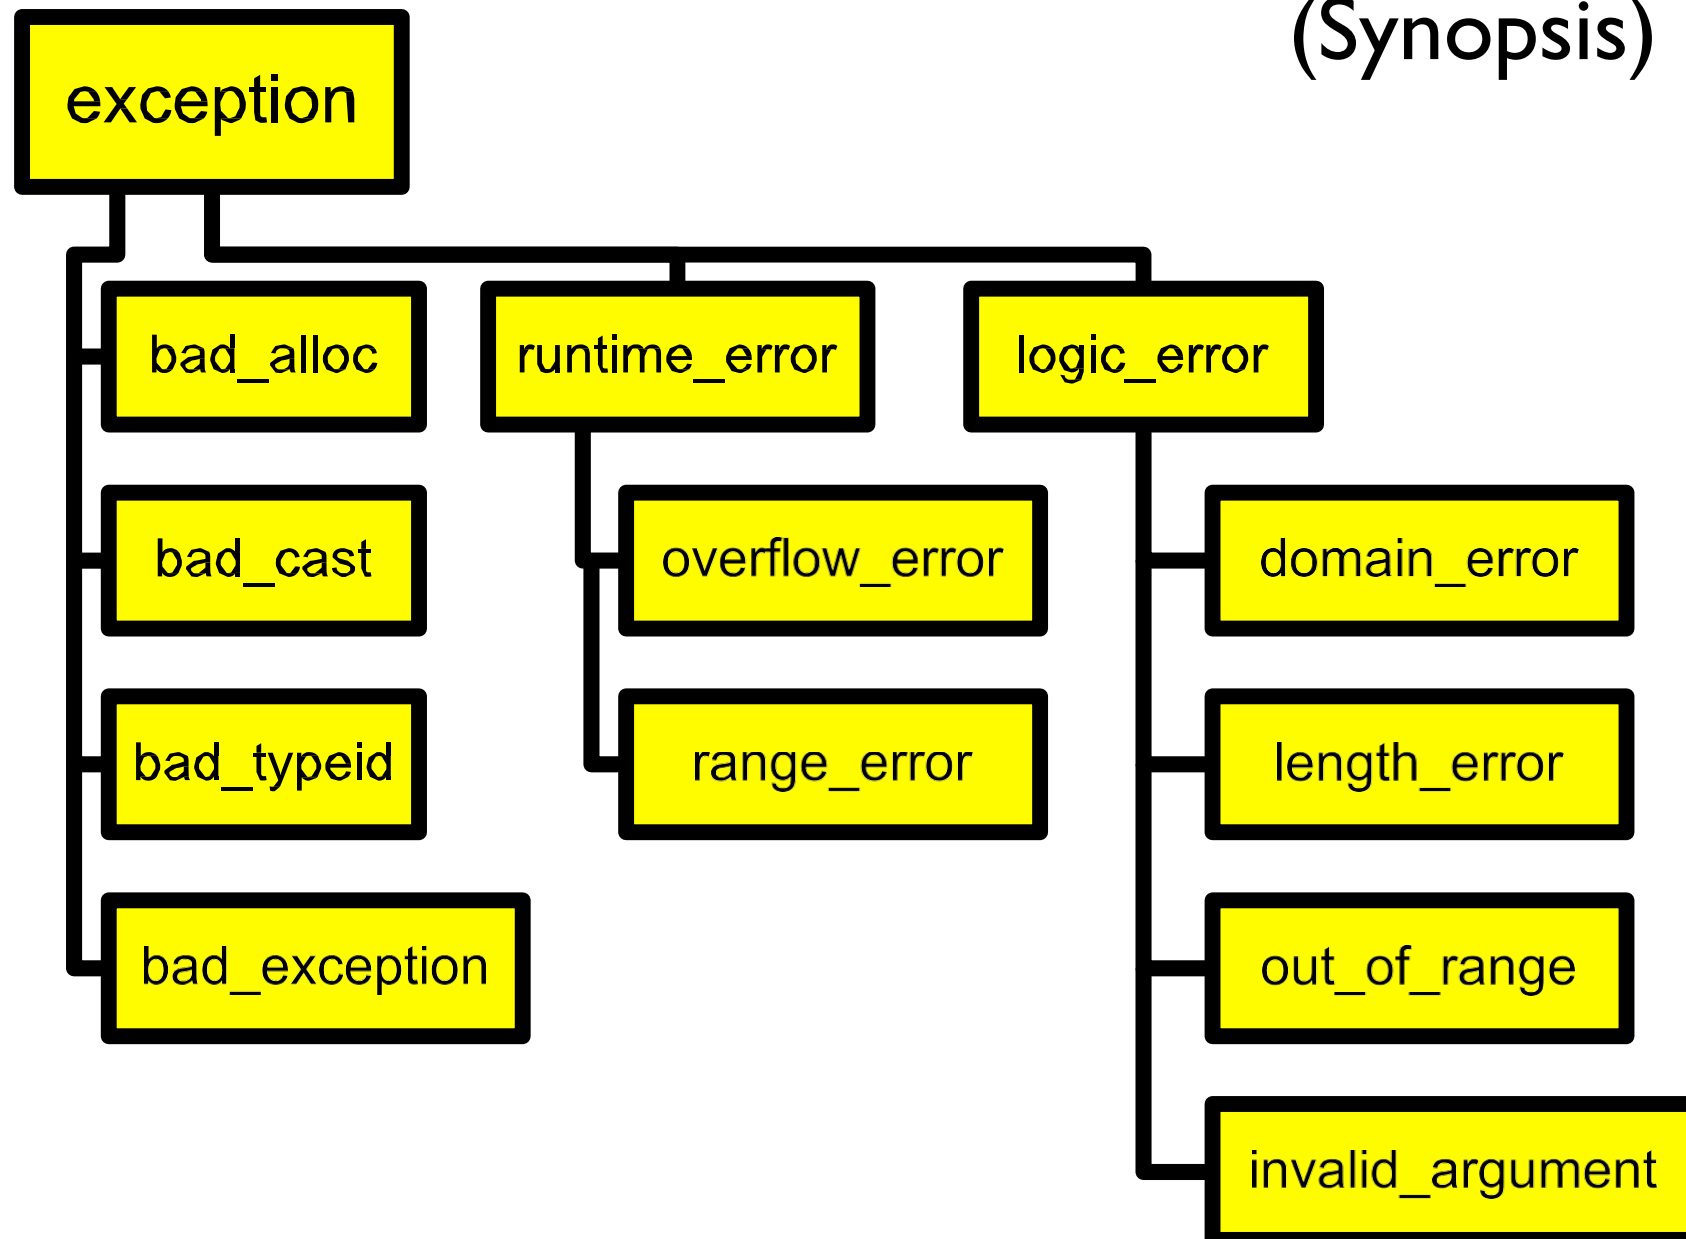 (Synopsis)
exception
bad_alloc
runtime_error
logic_error
bad_cast
overflow_error
domain_error
bad_typeid
range_error
length_error
bad_exception
out_of_range
invalid_argument